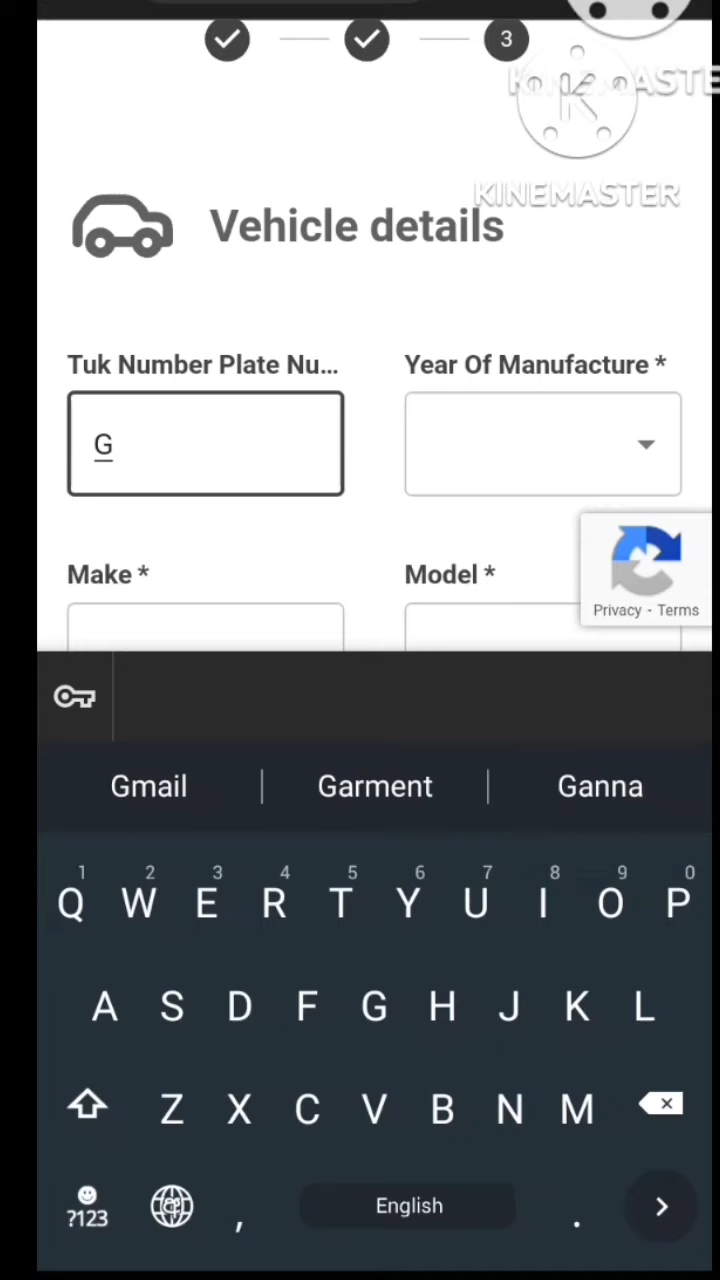 3
KINEMASTER
KINEMASTER
Vehicle details
Tuk Number Plate Nu...
Year Of Manufacture *
G
Make *
Model *
Privacy - Terms
Gmail
Garment
Ganna
1 2 3 4 5 6 7 8 9 0
Q W E R T Y U I O P
A S D F G H J K L
Z X C V B N M
?123 , English .